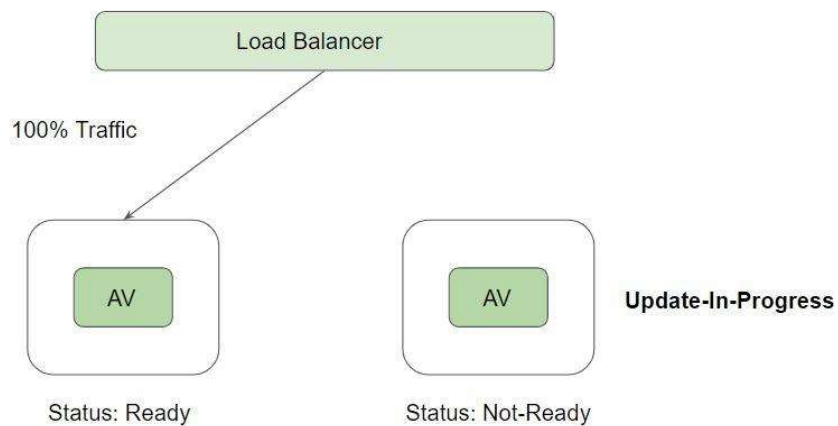 Load Balancer
100% Traffic
AV
AV
Update-In-Progress
Status: Ready
Status: Not-Ready